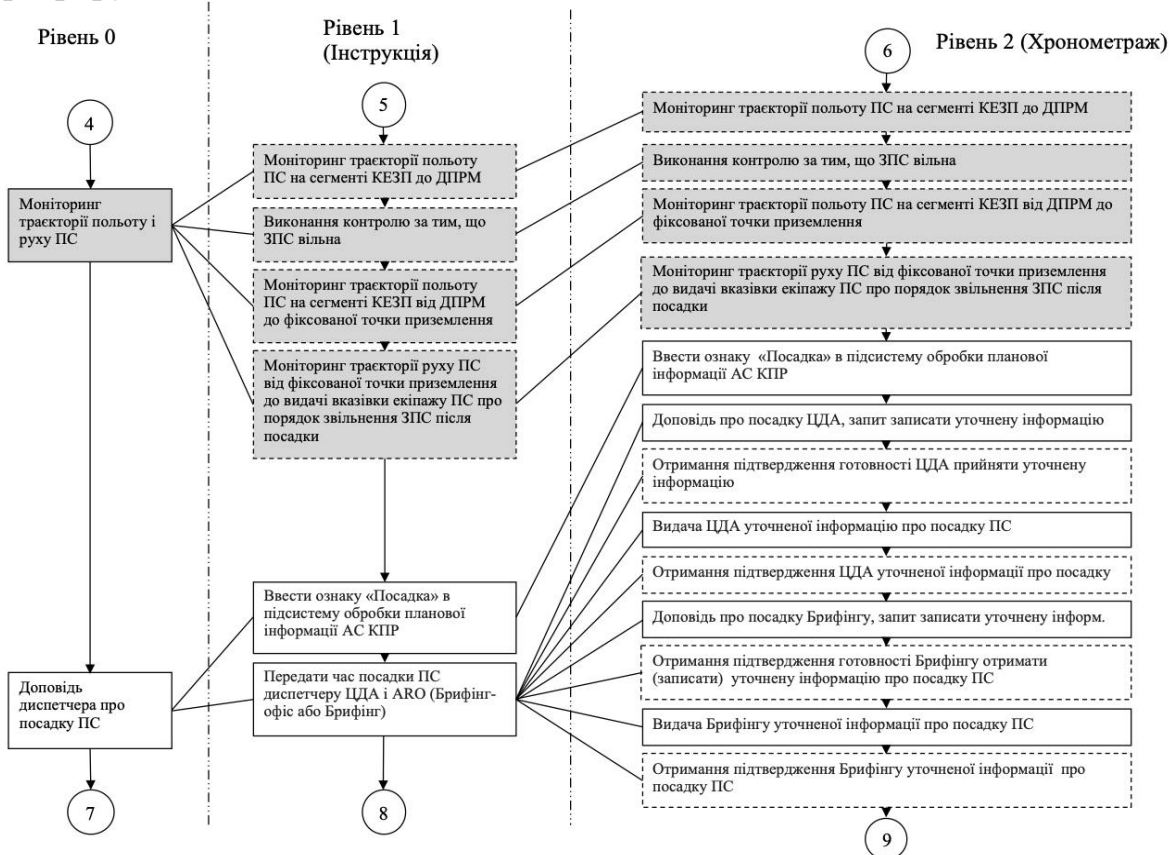 Рівень 0
4
Моніторинг
траєкторії польоту і
руху ПС
Доповідь
диспетчера про
посадку ПС
7
Рівень 1
(Інструкція)
5
Моніторинг траєкторії польоту
ПС на сегменті КЕЗП до ДПРМ
Виконання контролю за тим, що
ЗПС вільна
Моніторинг траєкторії польоту
ПС на сегменті КЕЗП від ДПРМ
до фіксованої точки приземлення
Моніторинг траєкторії руху ПС
від фіксованої точки приземлення
до видачі вказівки екіпажу ПС про
порядок звільнення ЗПС після
посадки
Ввести ознаку «Посадка» в
підсистему обробки планової
інформації АС КПР
Передати час посадки ПС
диспетчеру ЦДА і ARO (Брифінг-
офіс або Брифінг)
8
Рівень 2 (Хронометраж)
6
Моніторинг траєкторії польоту ПС на сегменті КЕЗП до ДПРМ
Виконання контролю за тим, що ЗПС вільна
Моніторинг траєкторії польоту ПС на сегменті КЕЗП від ДПРМ до
фіксованої точки приземлення
Моніторинг траєкторії руху ПС від фіксованої точки приземлення
до видачі вказівки екіпажу ПС про порядок звільнення ЗПС після
посадки
Ввести ознаку «Посадка» в підсистему обробки планової
інформації АС КПР
Доповідь про посадку ЦДА, запит записати уточнену інформацію
Отримання підтвердження готовності ЦДА прийняти уточнену
інформацію
Видача ЦДА уточненої інформацію про посадку ПС
Отримання підтвердження ЦДА уточненої інформації про посадку
Доповідь про посадку Брифінгу, запит записати уточнену інформ.
Отримання підтвердження готовності Брифінгу отримати
(записати) уточнену інформацію про посадку ПС
Видача Брифінгу уточненої інформації про посадку ПС
Отримання підтвердження Брифінгу уточненої інформації про
посадку ПС
9